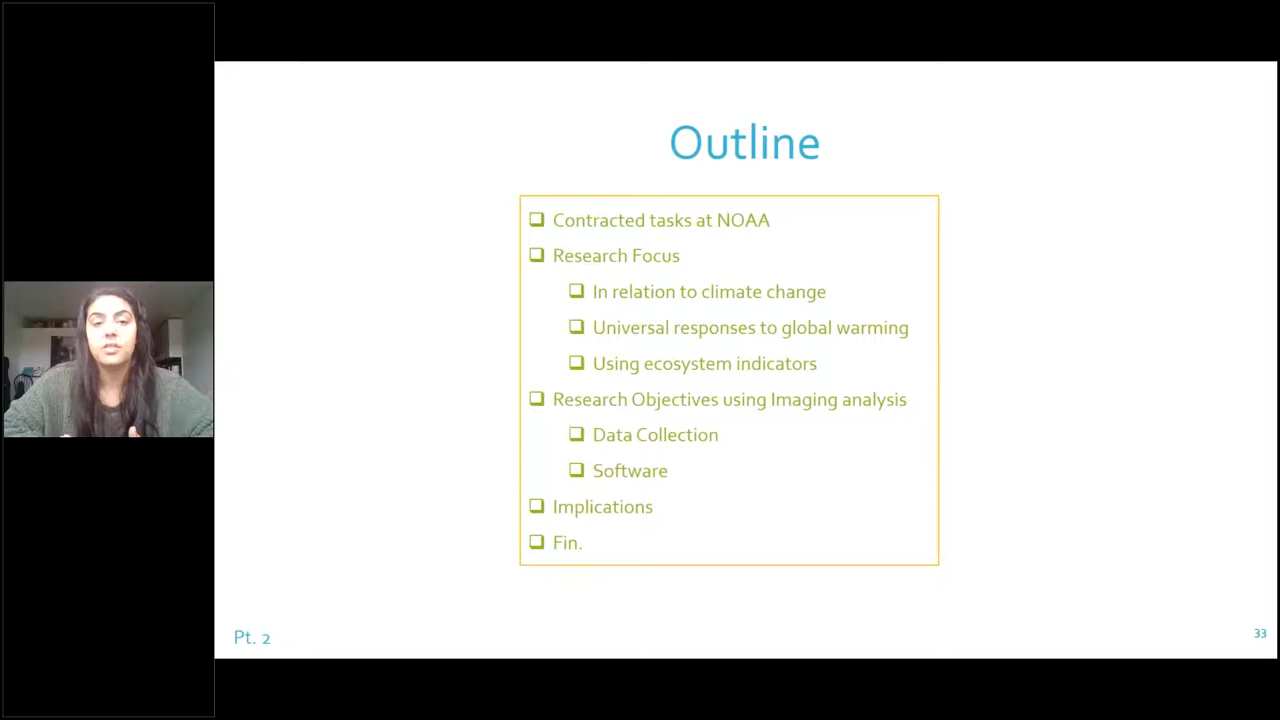 Outline
Contracted tasks at NOAA
Research Focus
In relation to climate change
Universal responses to global warming
Using ecosystem indicators
Research Objectives using Imaging analysis
Data Collection
Software
Implications
Fin.
Pt. 2
33